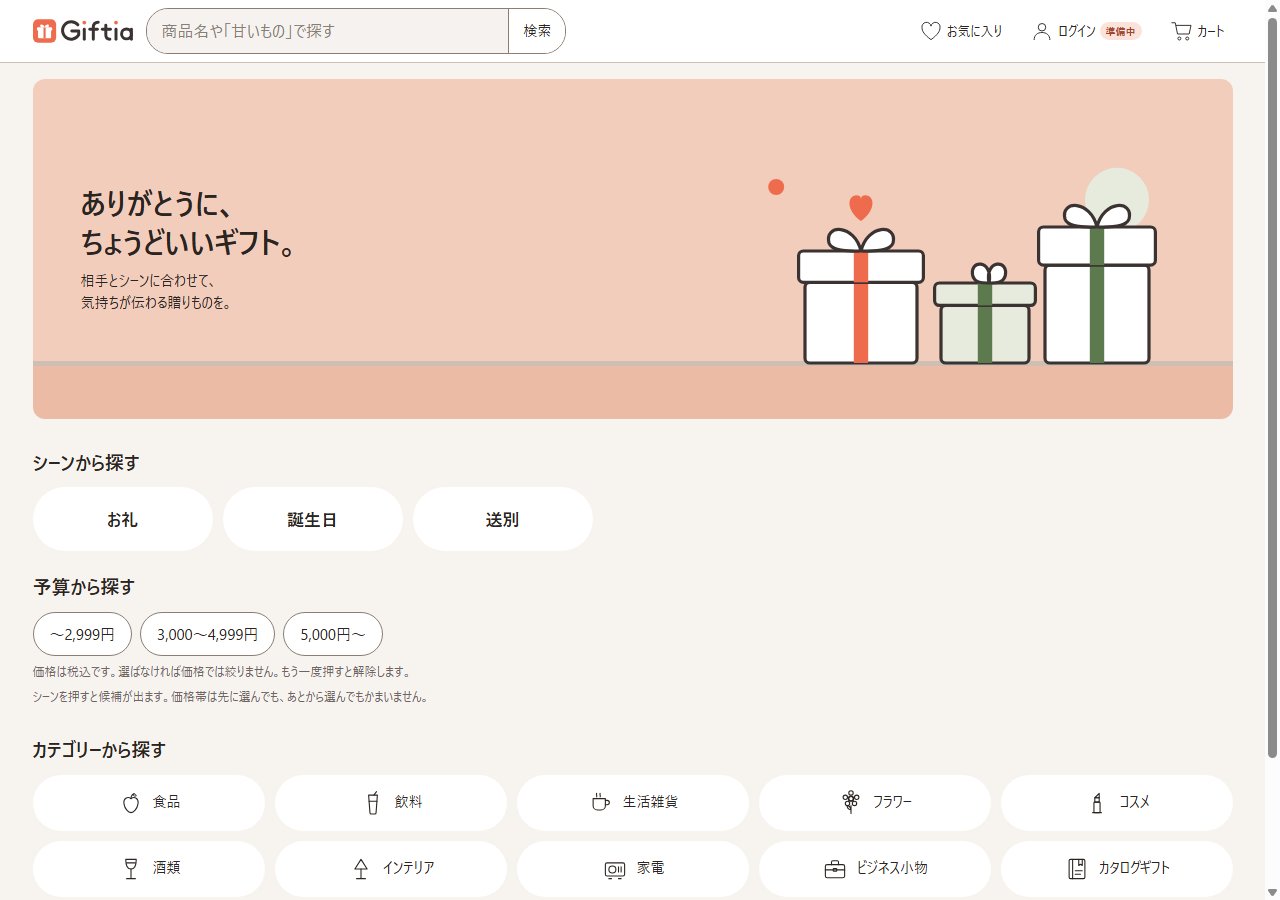 Giftia
商品名や「甘いもの」で探す
検索
お気に入り
ログイン
準備中
カート
ありがとうに、
ちょうどいいギフト。
相手とシーンに合わせて、
気持ちが伝わる贈りものを。
シーンから探す
お礼
誕生日
送別
予算から探す
～2,999円
3,000～4,999円
5,000円～
価格は税込です。選ばなければ価格では絞りません。もう一度押すと解除します。
シーンを押すと候補が出ます。価格帯は先に選んでも、あとから選んでもかまいません。
カテゴリーから探す
食品
飲料
生活雑貨
フラワー
コスメ
酒類
インテリア
家電
ビジネス小物
カタログギフト